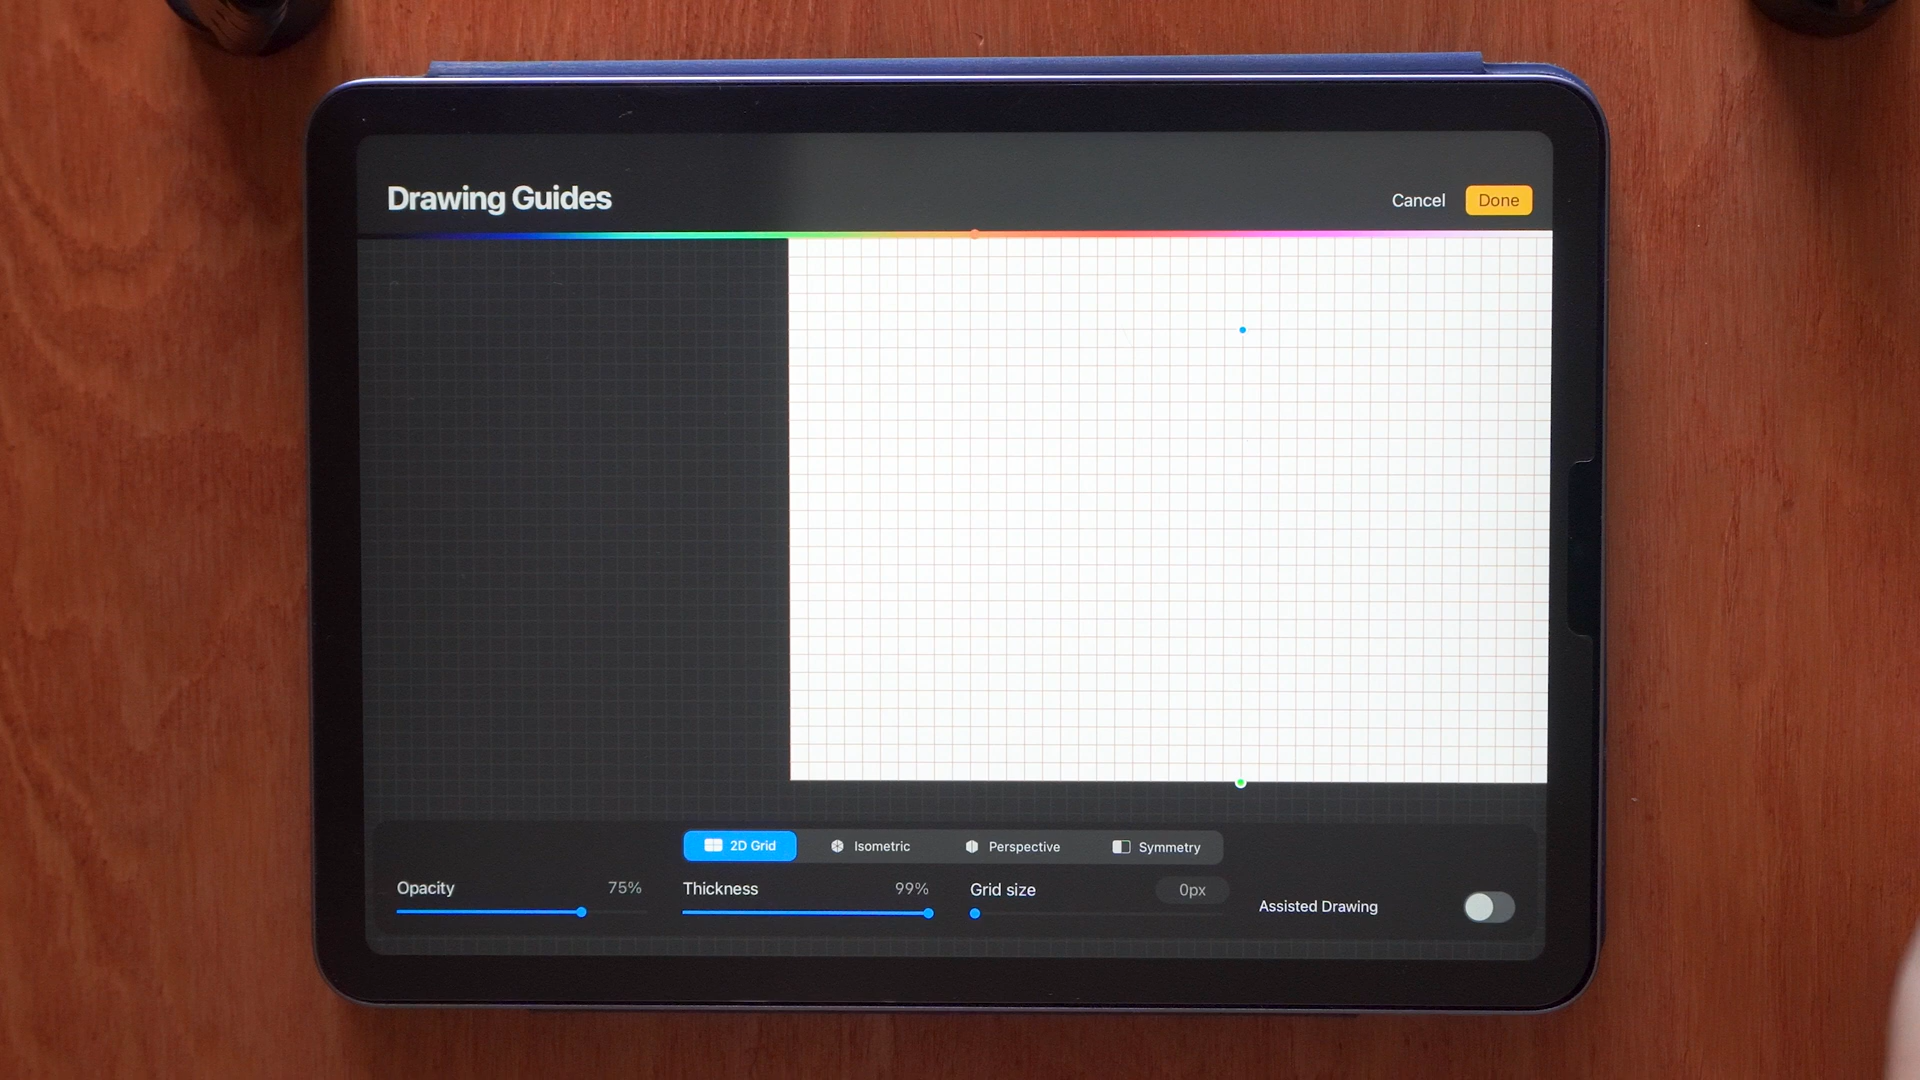 Drawing Guides
Cancel
Done
2D Grid
Isometric
Perspective
Symmetry
Opacity
75%
Thickness
99%
Grid size
0px
Assisted Drawing